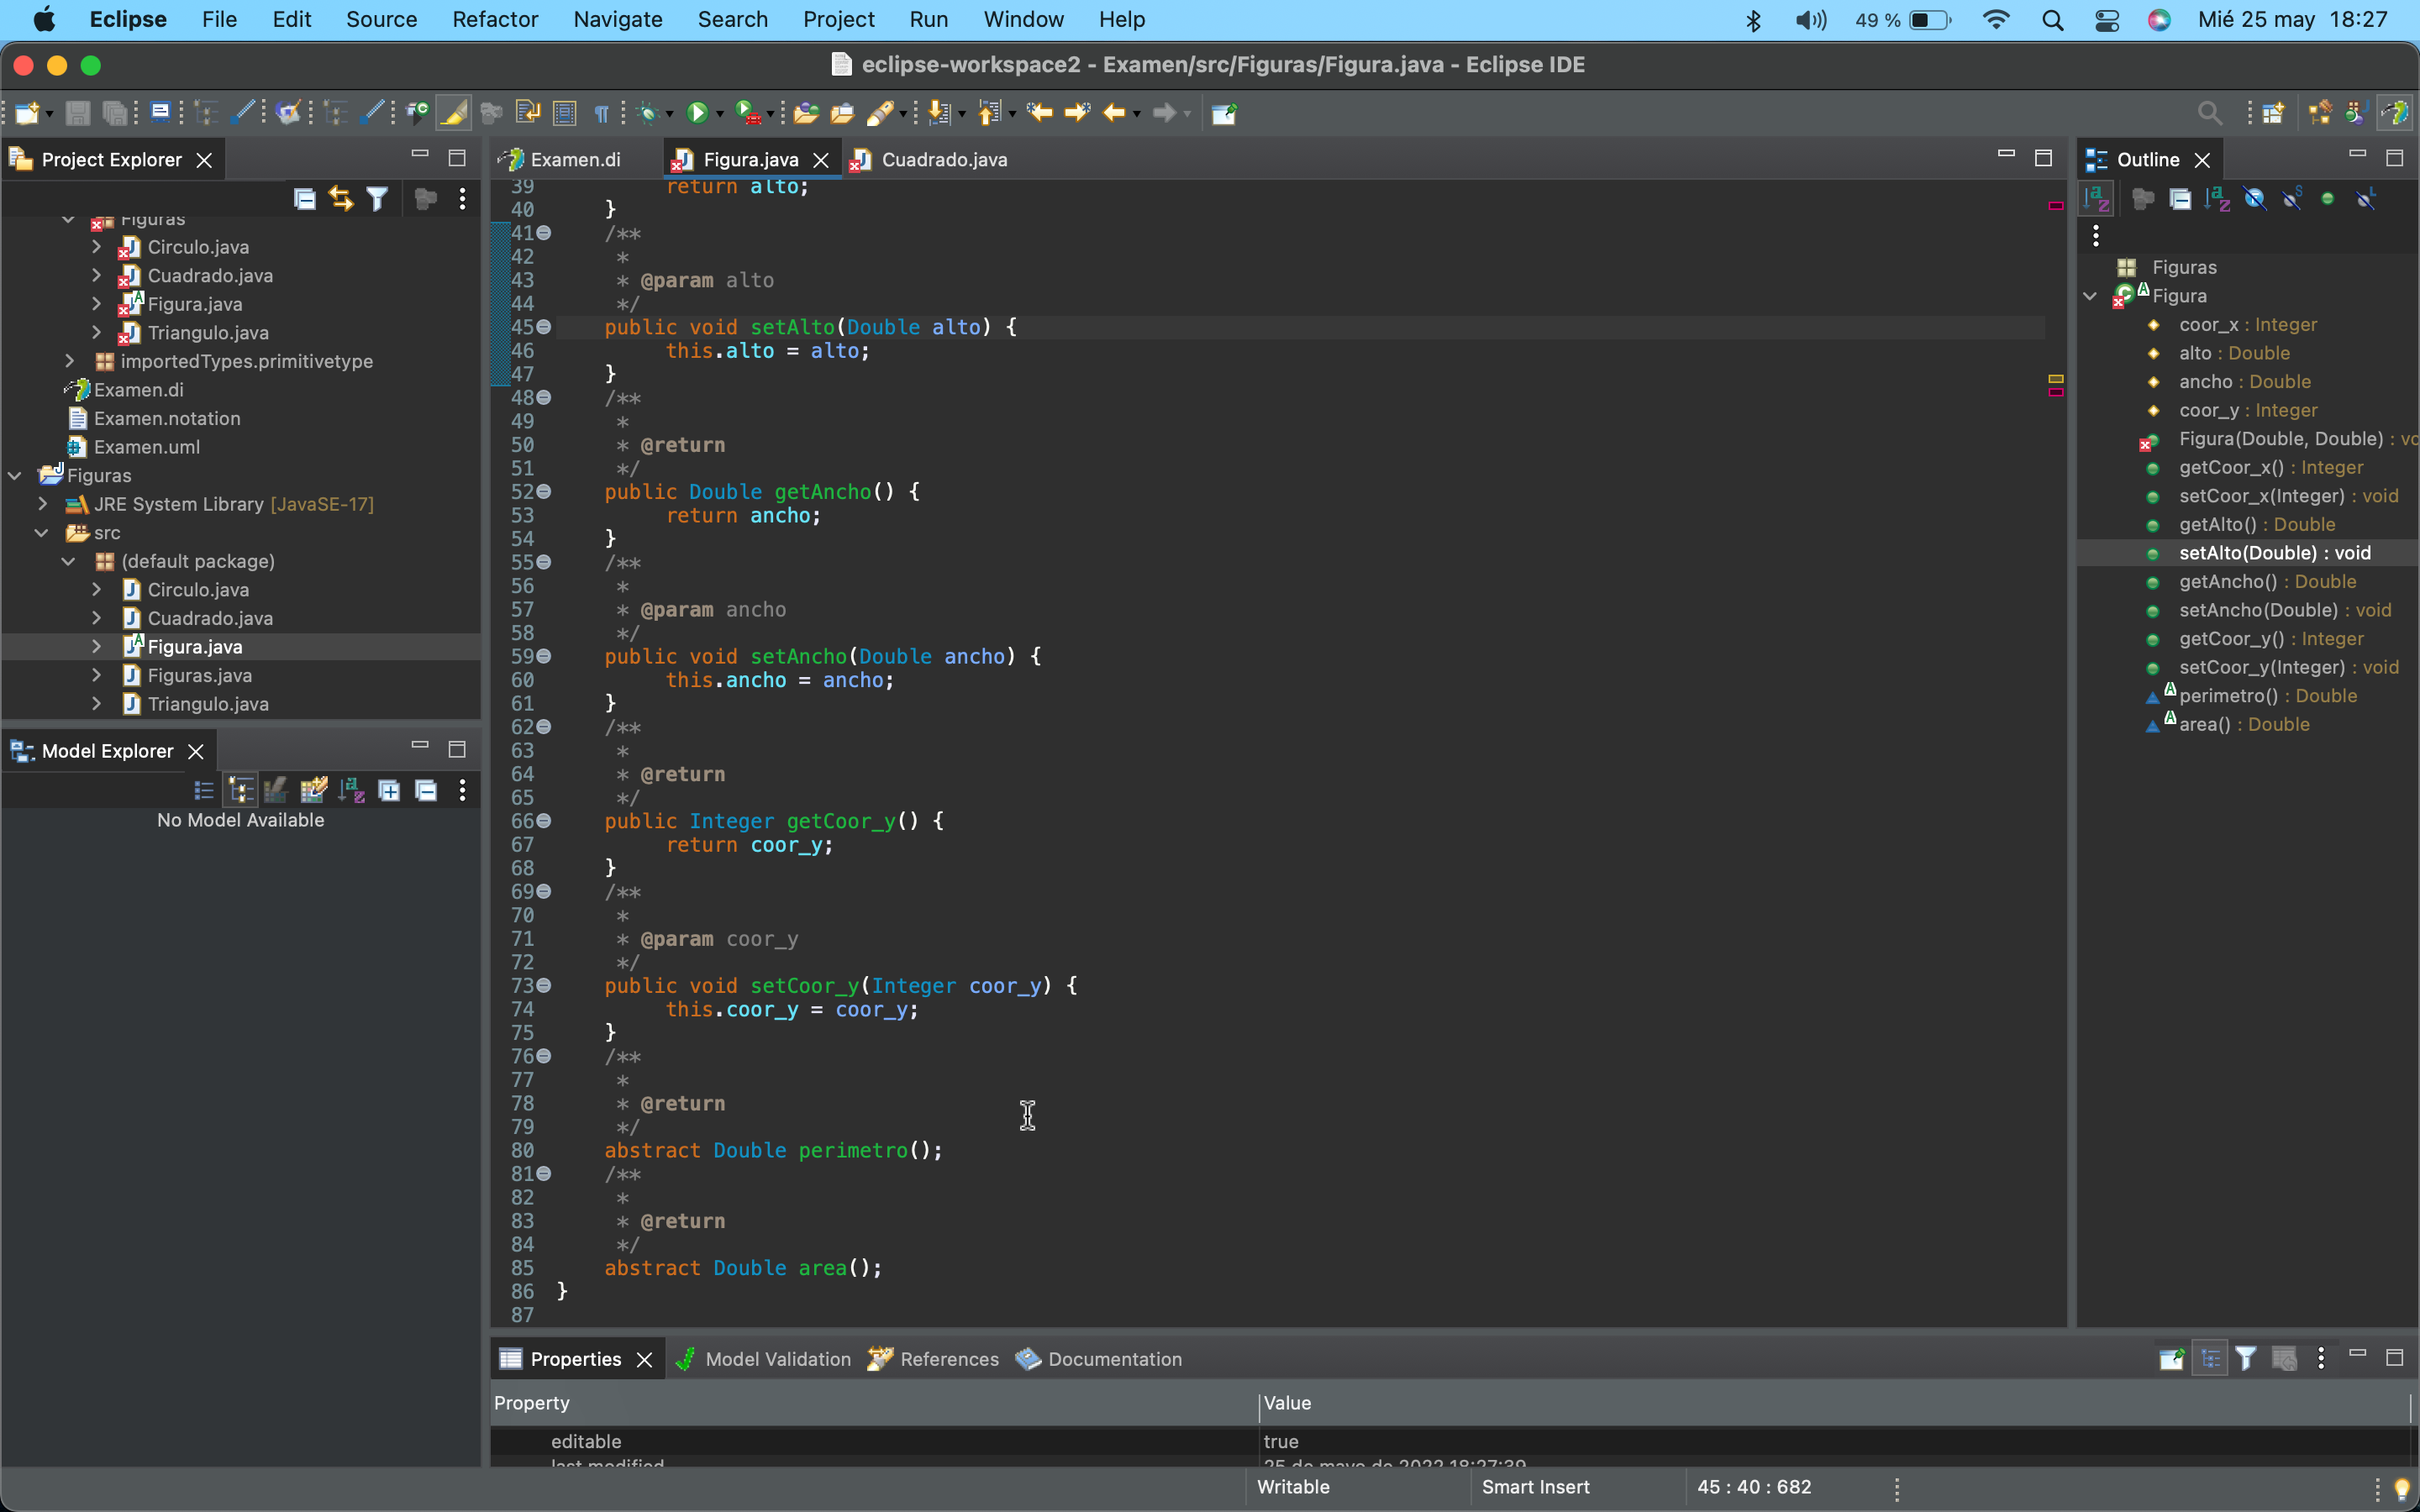 Eclipse File Edit Source Refactor Navigate Search Project Run Window Help 49 % Mié 25 may 18:27
eclipse-workspace2 - Examen/src/Figuras/Figura.java - Eclipse IDE
Project Explorer
Figuras
Circulo.java
Cuadrado.java
Figura.java
Triangulo.java
importedTypes.primitivetype
Examen.di
Examen.notation
Examen.uml
Figuras
JRE System Library [JavaSE-17]
src
(default package)
Circulo.java
Cuadrado.java
Figura.java
Figuras.java
Triangulo.java
Model Explorer
No Model Available
Examen.di Figura.java Cuadrado.java
39 return alto;
40 }
41 /**
42 *
43 * @param alto
44 */
45 public void setAlto(Double alto) {
46 this.alto = alto;
47 }
48 /**
49 *
50 * @return
51 */
52 public Double getAncho() {
53 return ancho;
54 }
55 /**
56 *
57 * @param ancho
58 */
59 public void setAncho(Double ancho) {
60 this.ancho = ancho;
61 }
62 /**
63 *
64 * @return
65 */
66 public Integer getCoor_y() {
67 return coor_y;
68 }
69 /**
70 *
71 * @param coor_y
72 */
73 public void setCoor_y(Integer coor_y) {
74 this.coor_y = coor_y;
75 }
76 /**
77 *
78 * @return
79 */
80 abstract Double perimetro();
81 /**
82 *
83 * @return
84 */
85 abstract Double area();
86 }
87
Outline
Figuras
Figura
coor_x : Integer
alto : Double
ancho : Double
coor_y : Integer
Figura(Double, Double) : vo
getCoor_x() : Integer
setCoor_x(Integer) : void
getAlto() : Double
setAlto(Double) : void
getAncho() : Double
setAncho(Double) : void
getCoor_y() : Integer
setCoor_y(Integer) : void
perimetro() : Double
area() : Double
Properties Model Validation References Documentation
Property Value
editable true
last modified 25 de mayo de 2022 18:27:39
Writable Smart Insert 45 : 40 : 682